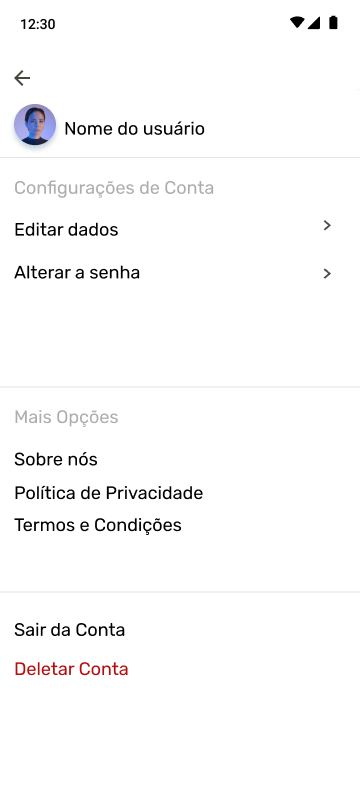 12:30
Nome do usuário
Configurações de Conta
Editar dados
Alterar a senha
Mais Opções
Sobre nós
Política de Privacidade
Termos e Condições
Sair da Conta
Deletar Conta